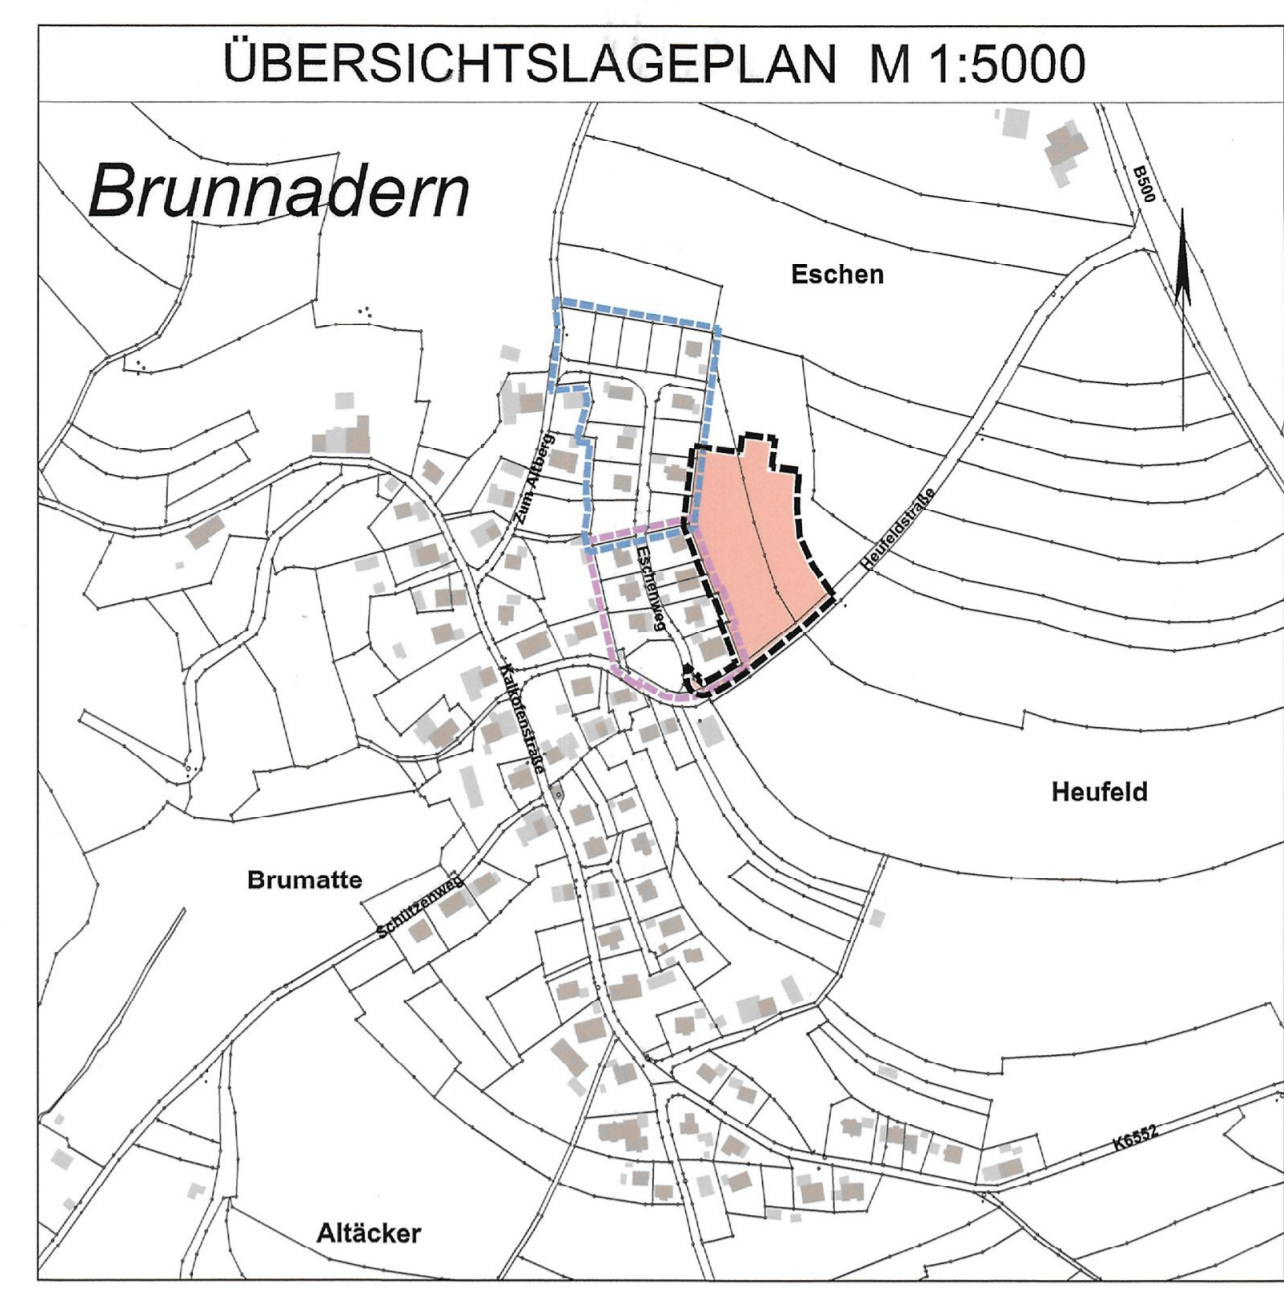 ÜBERSICHTSLAGEPLAN M 1:5000
Brunnadern
B500
Eschen
Zum Altberg
Heufeldstraße
Eschenweg
Kalkofenstraße
Heufeld
Brumatte
Schützenweg
K6552
Altäcker